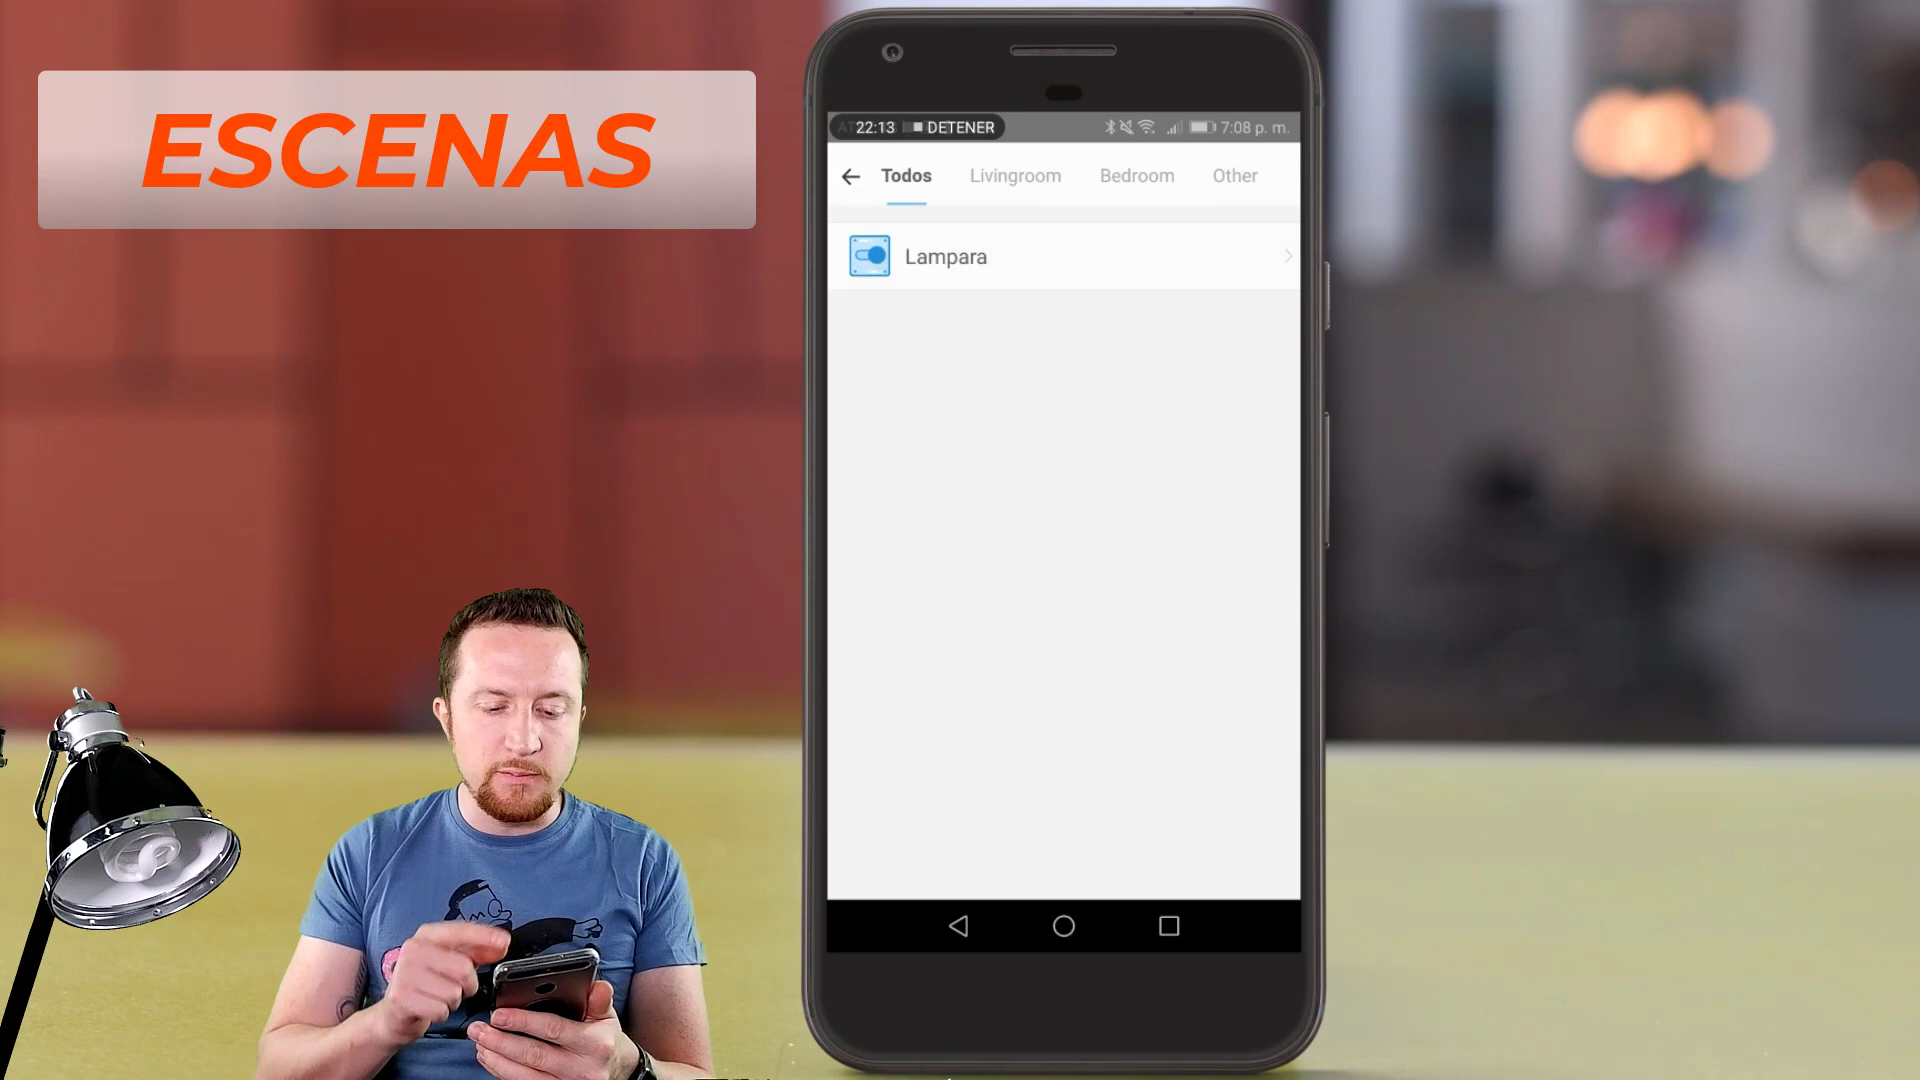 ESCENAS
22:13 DETENER 7:08 p. m.
Todos Livingroom Bedroom Other
Lampara